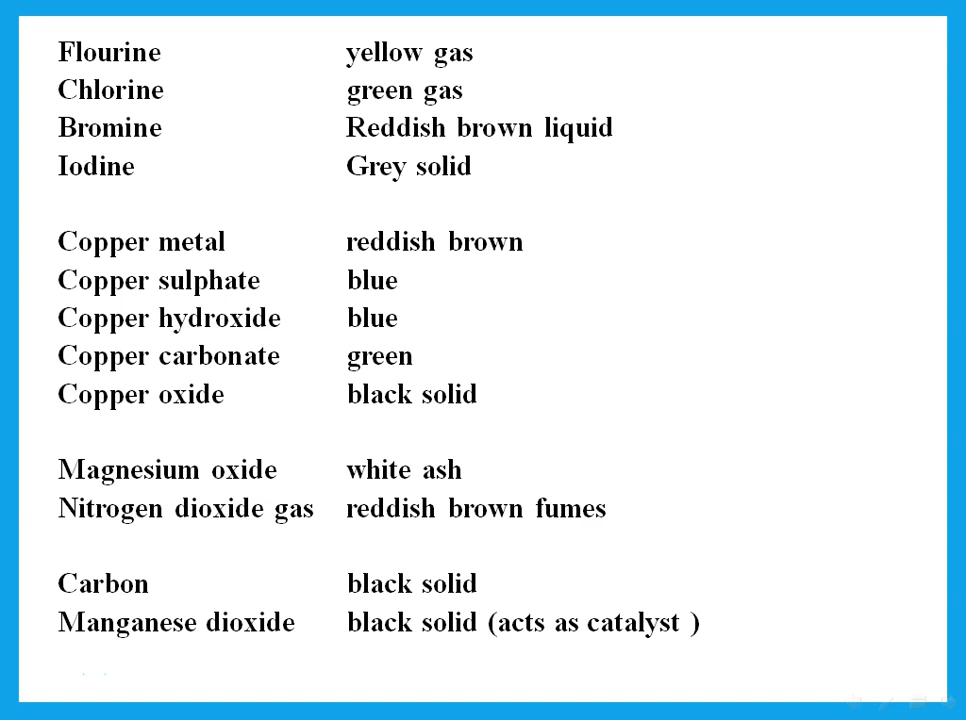 Flourine yellow gas
Chlorine green gas
Bromine Reddish brown liquid
Iodine Grey solid
Copper metal reddish brown
Copper sulphate blue
Copper hydroxide blue
Copper carbonate green
Copper oxide black solid
Magnesium oxide white ash
Nitrogen dioxide gas reddish brown fumes
Carbon black solid
Manganese dioxide black solid (acts as catalyst )